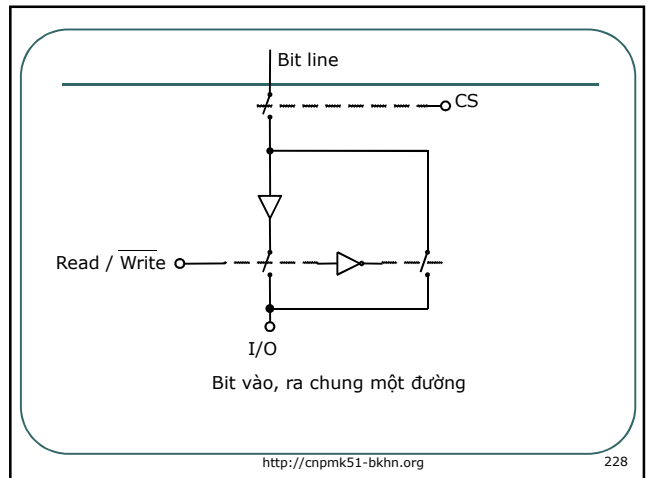 Bit line
CS
Read / Write
I/O
Bit vào, ra chung một đường
http://cnpmk51-bkhn.org
228